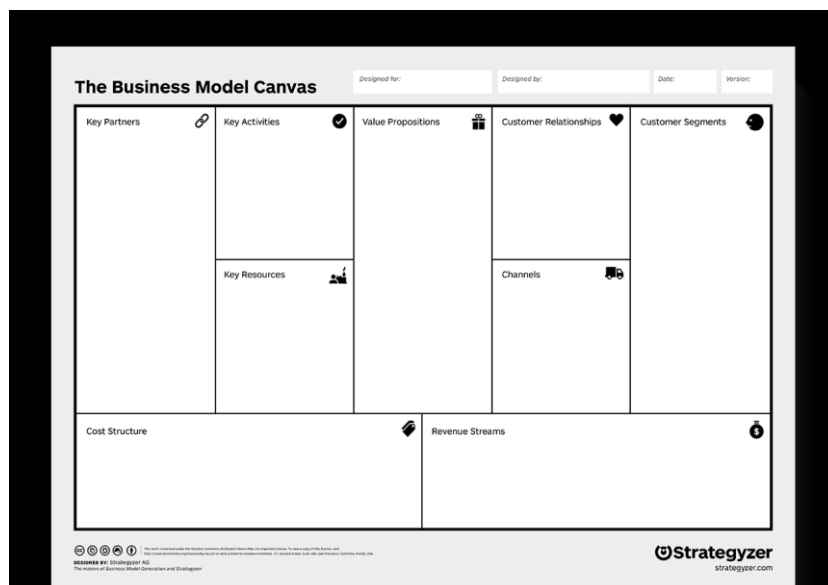 The Business Model Canvas
Designed for:
Designed by:
Date:
Version:
Key Partners
Key Activities
Value Propositions
Customer Relationships
Customer Segments
Key Resources
Channels
Cost Structure
Revenue Streams
DESIGNED BY: Strategyzer AG
The makers of Business Model Generation and Strategyzer
Strategyzer
strategyzer.com